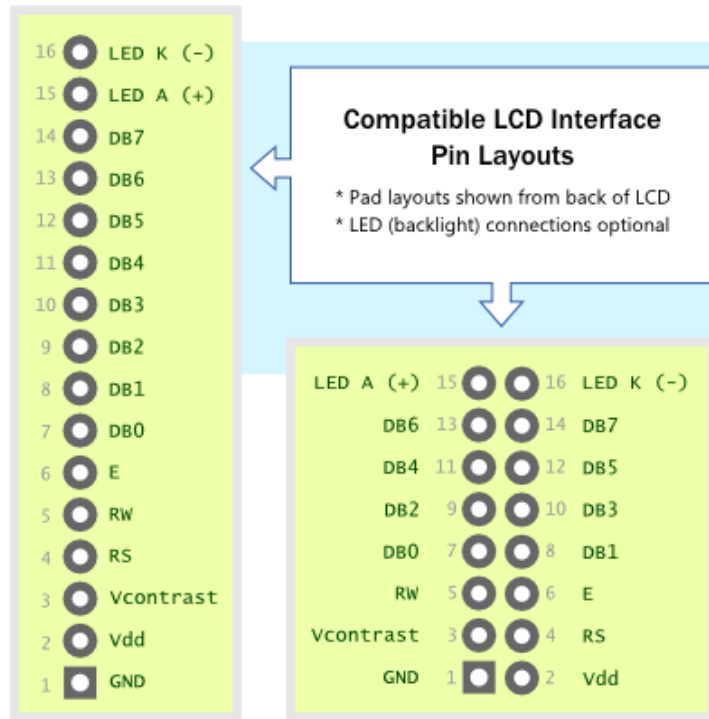 16 LED K (-)
15 LED A (+)
14 DB7
13 DB6
12 DB5
11 DB4
10 DB3
9 DB2
8 DB1
7 DB0
6 E
5 RW
4 RS
3 Vcontrast
2 Vdd
1 GND
Compatible LCD Interface
Pin Layouts
* Pad layouts shown from back of LCD
* LED (backlight) connections optional
LED A (+) 15 16 LED K (-)
DB6 13 14 DB7
DB4 11 12 DB5
DB2 9 10 DB3
DB0 7 8 DB1
RW 5 6 E
Vcontrast 3 4 RS
GND 1 2 Vdd